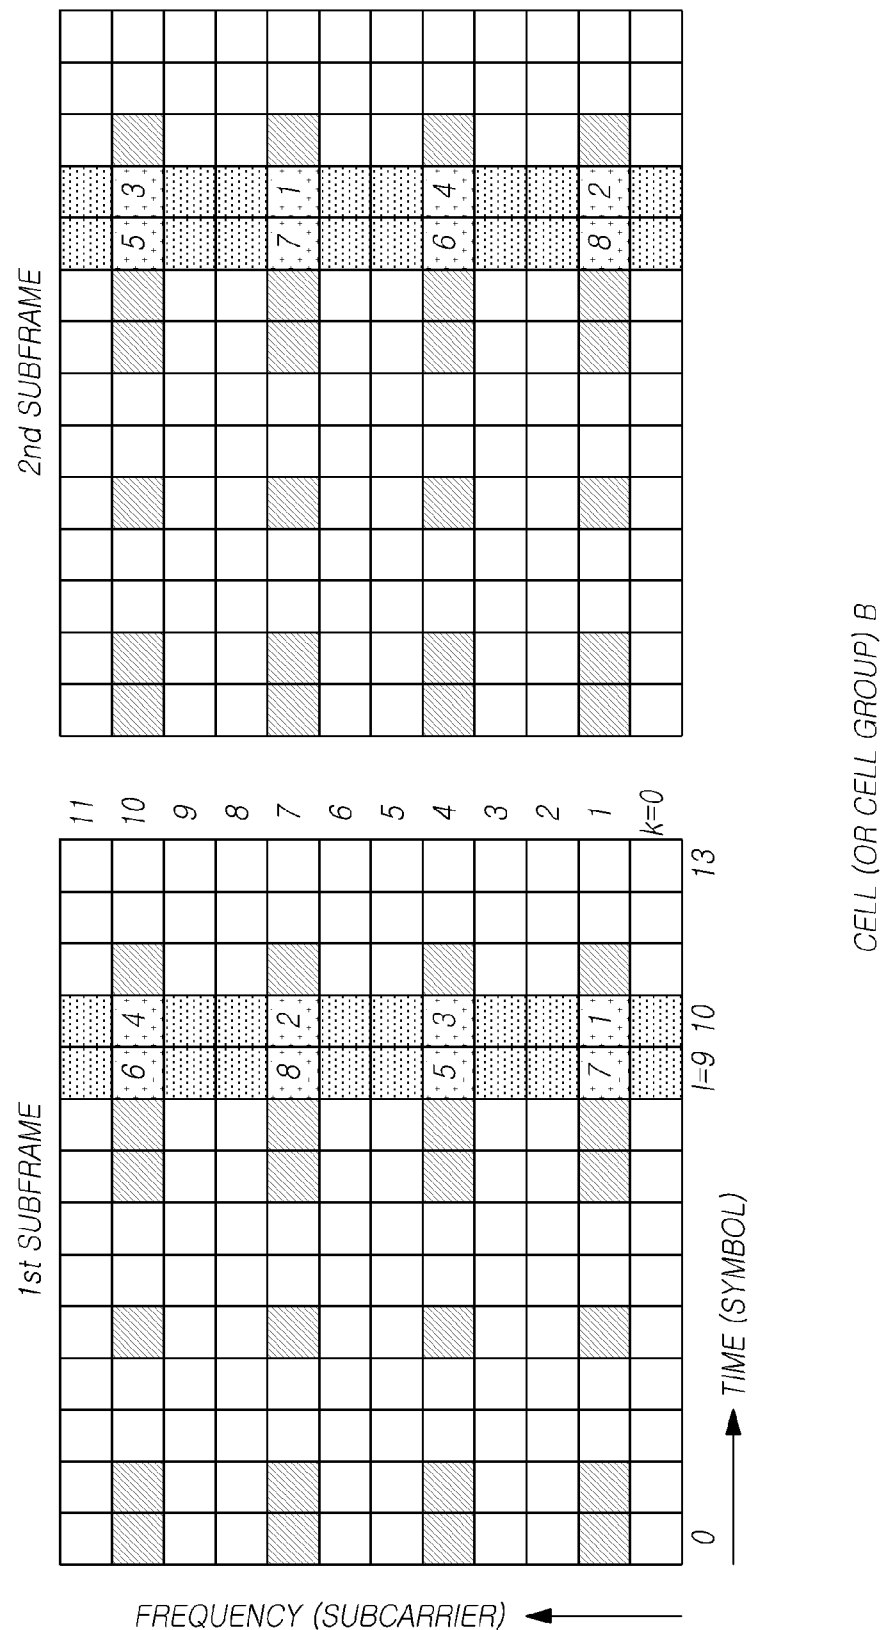 1st SUBFRAME 2nd SUBFRAME
FREQUENCY (SUBCARRIER)
11
6 4 10 5 3
9
8
8 2 7 7 1
6
5
5 3 4 6 4
3
2
7 1 1 8 2
k=0
0 l=9 10 13
TIME (SYMBOL)
CELL (OR CELL GROUP) B